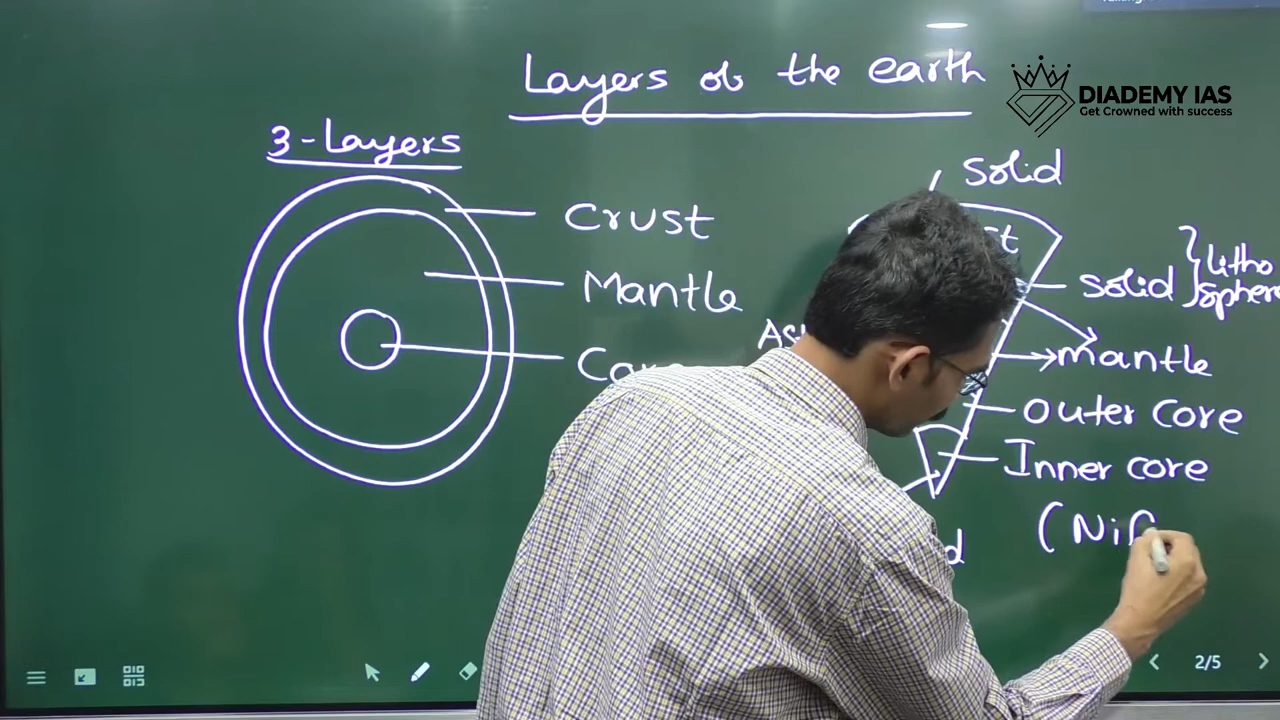 Layers of the earth
DIADEMY IAS
Get Crowned with success
3-Layers
Solid
Crust
solid
Litho
sphere
Mantle
mantle
Outer core
Inner core
(Nif
2/5